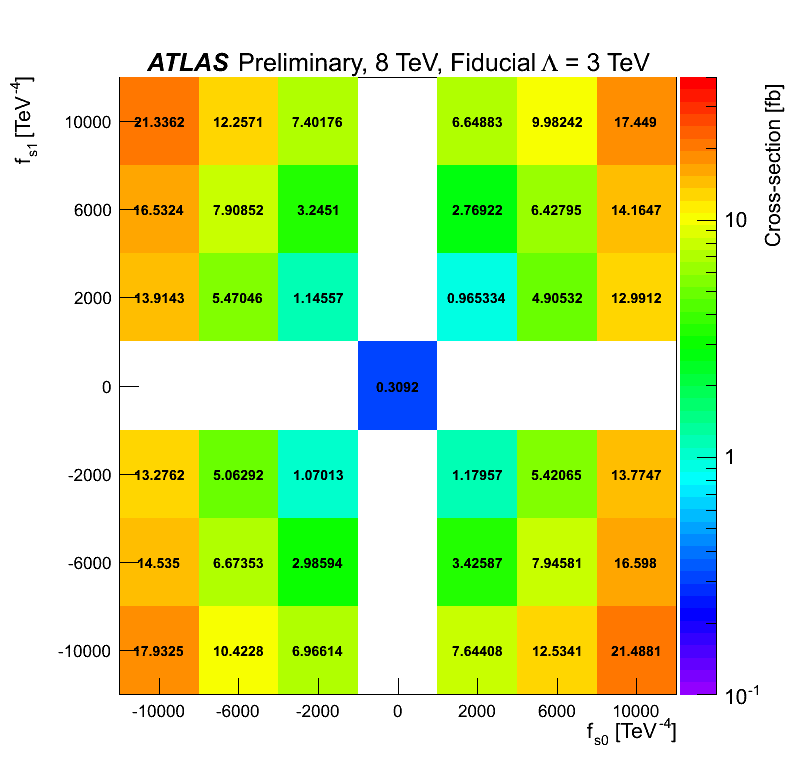 ATLAS Preliminary, 8 TeV, Fiducial Λ = 3 TeV
f_s1 [TeV^-4]
Cross-section [fb]
10000 21.3362 12.2571 7.40176 6.64883 9.98242 17.449
6000 16.5324 7.90852 3.2451 2.76922 6.42795 14.1647
10
2000 13.9143 5.47046 1.14557 0.965334 4.90532 12.9912
0 0.3092
1
-2000 13.2762 5.06292 1.07013 1.17957 5.42065 13.7747
-6000 14.535 6.67353 2.98594 3.42587 7.94581 16.598
-10000 17.9325 10.4228 6.96614 7.64408 12.5341 21.4881
10^-1
-10000 -6000 -2000 0 2000 6000 10000
f_s0 [TeV^-4]